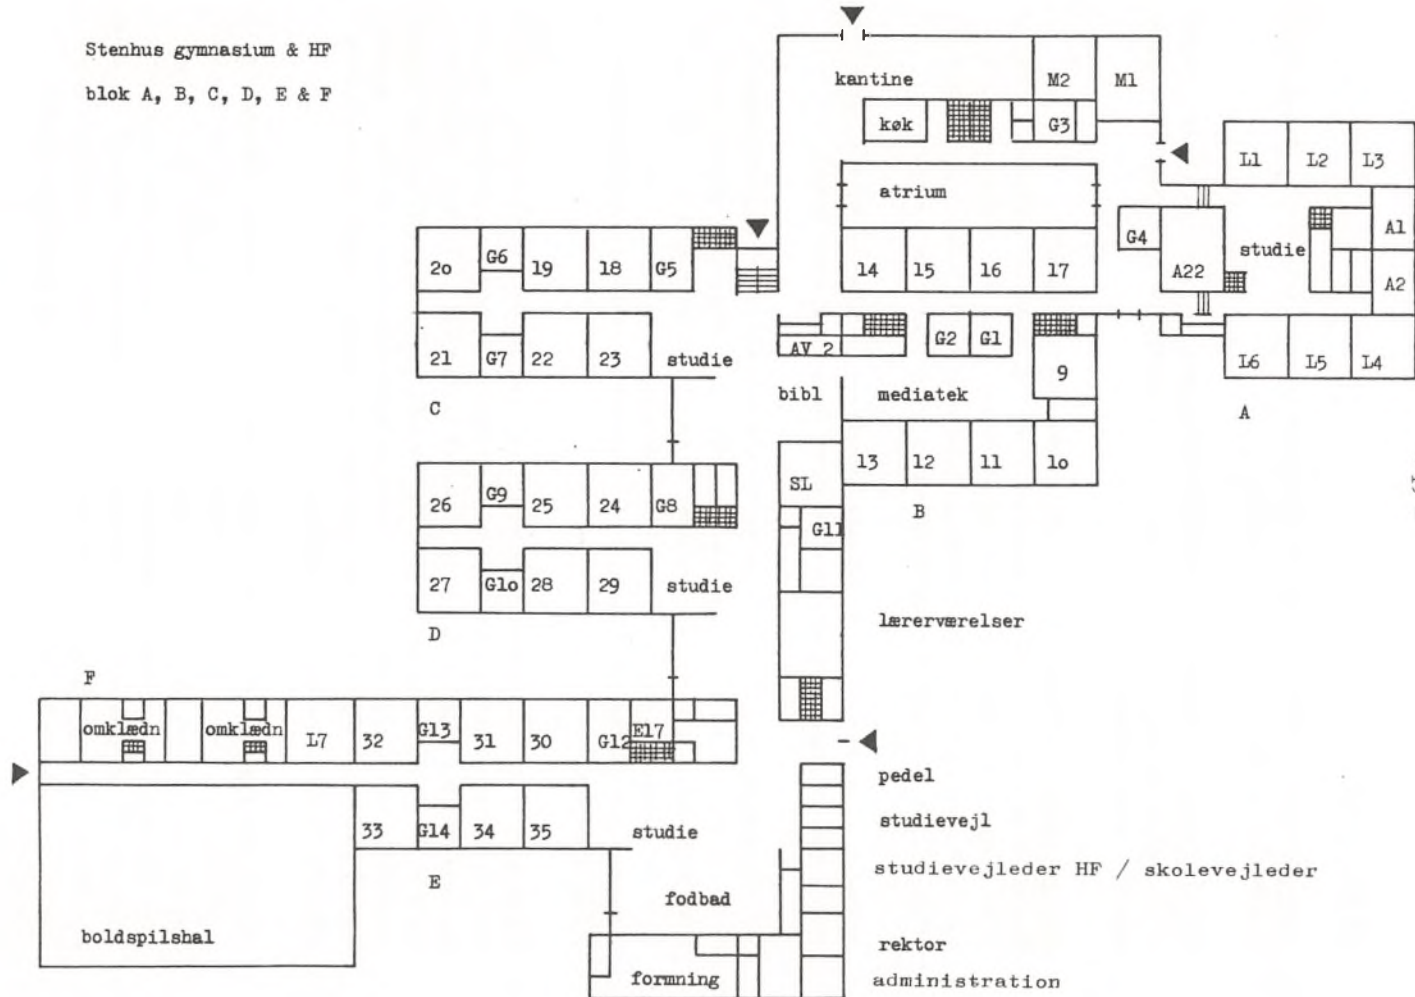 Stenhus gymnasium & HF
blok A, B, C, D, E & F
kantine
M2
M1
køk
G3
L1
L2
L3
atrium
G4
A22
studie
A1
A2
2o
G6
19
18
G5
14
15
16
17
21
G7
22
23
studie
AV 2
G2
G1
9
L6
L5
L4
bibl
mediatek
C
A
13
12
11
1o
SL
B
26
G9
25
24
G8
G11
27
G1o
28
29
studie
lærerværelser
D
F
omklædn
omklædn
L7
32
G13
31
30
G12
E17
pedel
33
G14
34
35
studie
studievejl
E
studievejleder HF / skolevejleder
fodbad
boldspilshal
rektor
formning
administration